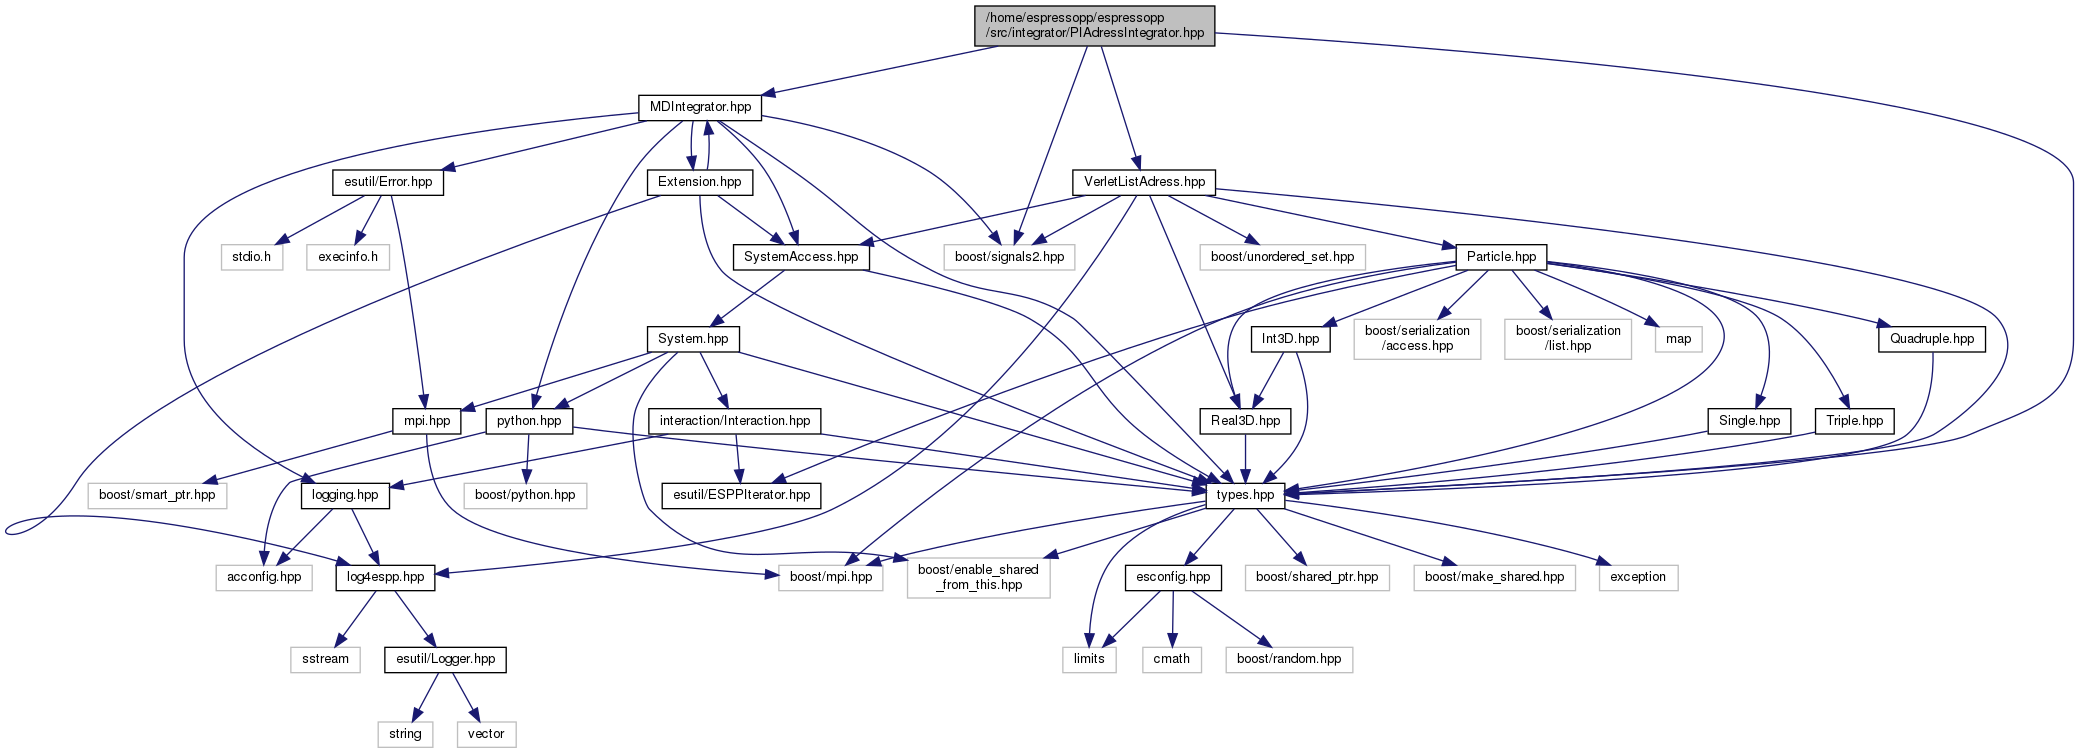 /home/espressopp/espressopp
/src/integrator/PIAdressIntegrator.hpp
MDIntegrator.hpp
esutil/Error.hpp
Extension.hpp
VerletListAdress.hpp
stdio.h
execinfo.h
SystemAccess.hpp
boost/signals2.hpp
boost/unordered_set.hpp
Particle.hpp
System.hpp
Int3D.hpp
boost/serialization
/access.hpp
boost/serialization
/list.hpp
map
Quadruple.hpp
mpi.hpp
python.hpp
interaction/Interaction.hpp
Real3D.hpp
Single.hpp
Triple.hpp
boost/smart_ptr.hpp
logging.hpp
boost/python.hpp
esutil/ESPPIterator.hpp
types.hpp
acconfig.hpp
log4espp.hpp
boost/mpi.hpp
boost/enable_shared
_from_this.hpp
esconfig.hpp
boost/shared_ptr.hpp
boost/make_shared.hpp
exception
sstream
esutil/Logger.hpp
limits
cmath
boost/random.hpp
string
vector